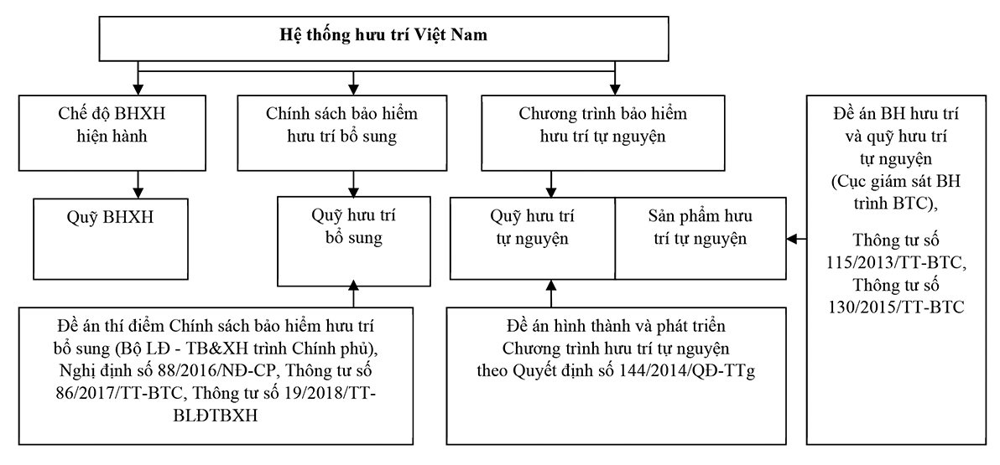 Hệ thống hưu trí Việt Nam
Chế độ BHXH
hiện hành
Chính sách bảo hiểm
hưu trí bổ sung
Chương trình bảo hiểm
hưu trí tự nguyện
Đề án BH hưu trí
và quỹ hưu trí
tự nguyện
(Cục giám sát BH
trình BTC),
Thông tư số
115/2013/TT-BTC,
Thông tư số
130/2015/TT-BTC
Quỹ BHXH
Quỹ hưu trí
bổ sung
Quỹ hưu trí
tự nguyện
Sản phẩm hưu
trí tự nguyện
Đề án thí điểm Chính sách bảo hiểm hưu trí
bổ sung (Bộ LĐ - TB&XH trình Chính phủ),
Nghị định số 88/2016/NĐ-CP, Thông tư số
86/2017/TT-BTC, Thông tư số 19/2018/TT-
BLĐTBXH
Đề án hình thành và phát triển
Chương trình hưu trí tự nguyện
theo Quyết định số 144/2014/QĐ-TTg